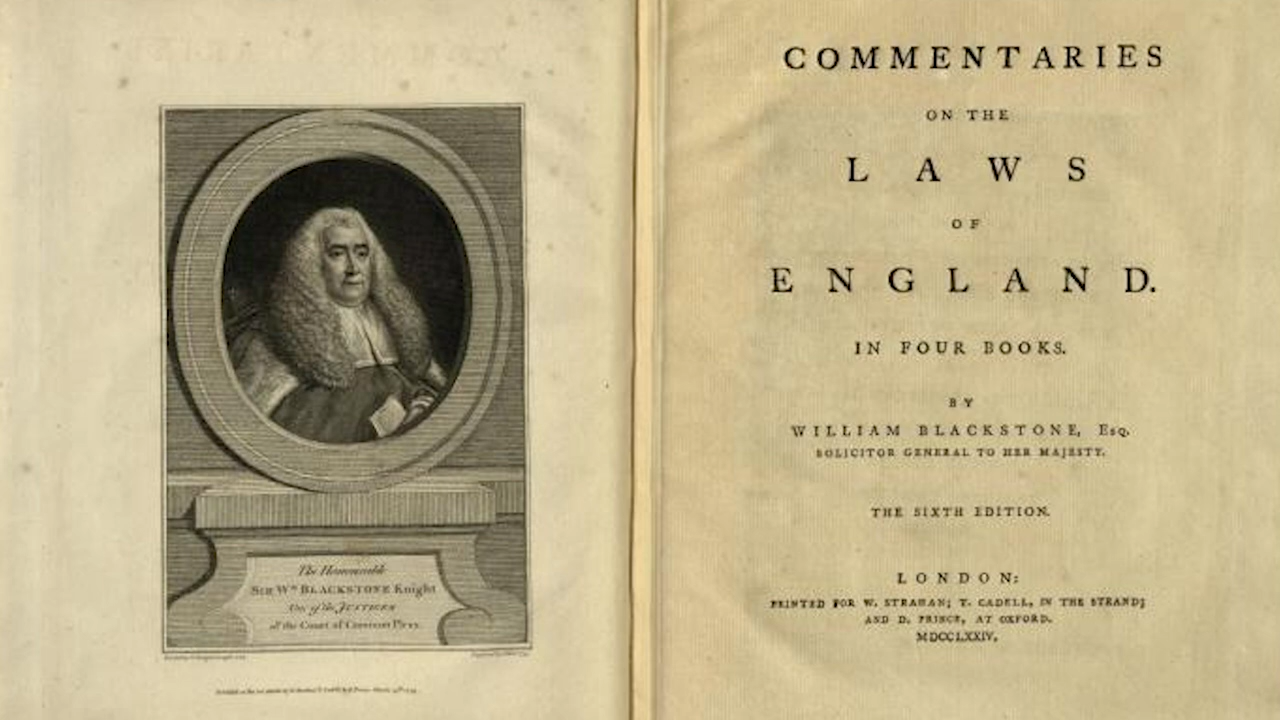 The Honourable
Sir Wm. BLACKSTONE Knight
One of the JUSTICES
of the Court of Common Pleas.
COMMENTARIES
ON THE
LAWS
OF
ENGLAND.
IN FOUR BOOKS.
BY
WILLIAM BLACKSTONE, Esq.
SOLICITOR GENERAL TO HER MAJESTY.
THE SIXTH EDITION.
LONDON:
PRINTED FOR W. STRAHAN; T. CADELL, IN THE STRAND;
AND D. PRINCE, AT OXFORD.
MDCCLXXIV.